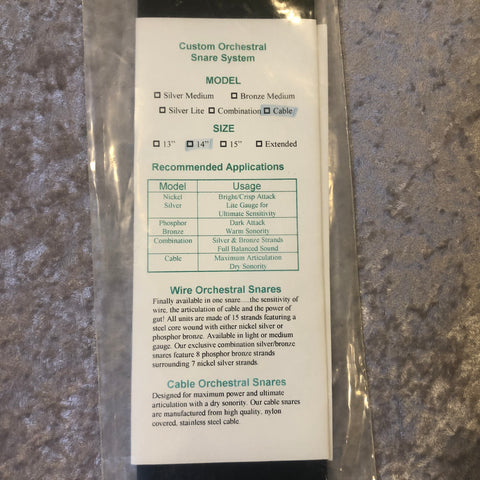 Custom Orchestral
Snare System
MODEL
☐ Silver Medium ☐ Bronze Medium
☐ Silver Lite ☐ Combination ☐ Cable
SIZE
☐ 13" ☐ 14" ☐ 15" ☐ Extended
Recommended Applications
Model Usage
Nickel Bright/Crisp Attack
Silver Lite Gauge for
Ultimate Sensitivity
Phosphor Dark Attack
Bronze Warm Sonority
Combination Silver & Bronze Strands
Full Balanced Sound
Cable Maximum Articulation
Dry Sonority
Wire Orchestral Snares
Finally available in one snare....the sensitivity of
wire, the articulation of cable and the power of
gut! All units are made of 15 strands featuring a
steel core wound with either nickel silver or
phosphor bronze. Available in light or medium
gauge. Our exclusive combination silver/bronze
snares feature 8 phosphor bronze strands
surrounding 7 nickel silver strands.
Cable Orchestral Snares
Designed for maximum power and ultimate
articulation with a dry sonority. Our cable snares
are manufactured from high quality, nylon
covered, stainless steel cable.